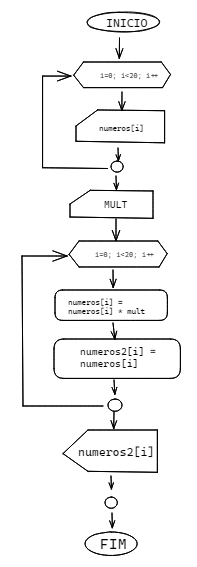 INICIO
i=0; i<20; i++
numeros[i]
MULT
i=0; i<20; i++
numeros[i] =
numeros[i] * mult
numeros2[i] =
numeros[i]
numeros2[i]
FIM